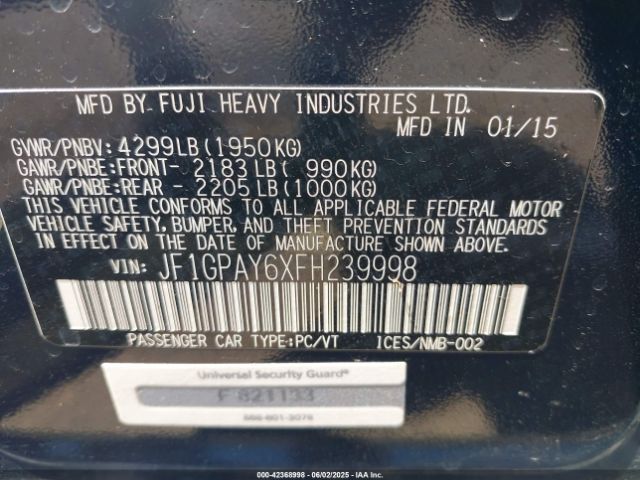 MFD BY FUJI HEAVY INDUSTRIES LTD.
MFD IN 01/15
GVWR/PNBV: 4299LB (1950KG)
GAWR/PNBE:FRONT- 2183 LB ( 990KG)
GAWR/PNBE:REAR - 2205 LB (1000KG)
THIS VEHICLE CONFORMS TO ALL APPLICABLE FEDERAL MOTOR
VEHICLE SAFETY, BUMPER, AND THEFT PREVENTION STANDARDS
IN EFFECT ON THE DATE OF MANUFACTURE SHOWN ABOVE.
VIN: JF1GPAY6XFH239998
PASSENGER CAR TYPE:PC/VT ICES/NMB-002
Universal Security Guard®
F 821133
000-42368998 - 06/02/2025 - IAAI